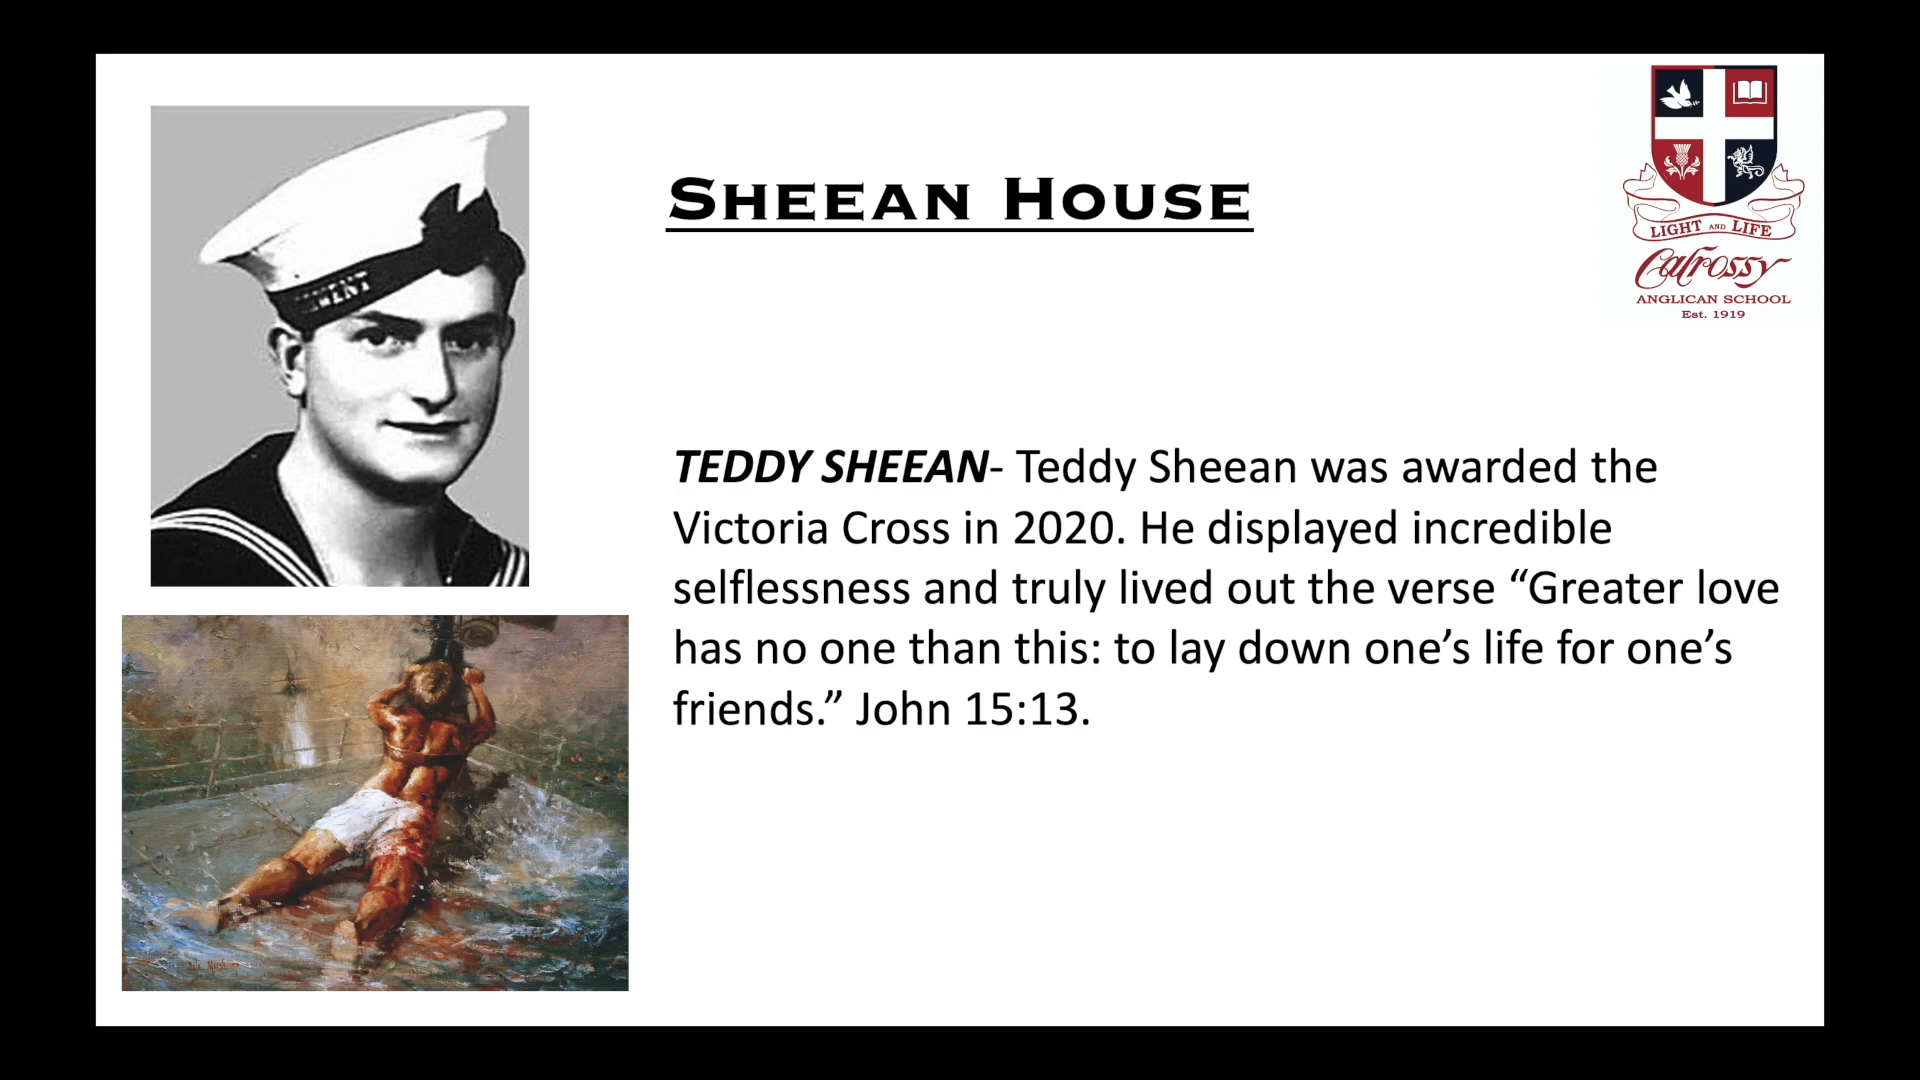 SHEEAN HOUSE
LIGHT AND LIFE
Calrossy
ANGLICAN SCHOOL
Est. 1919
TEDDY SHEEAN- Teddy Sheean was awarded the
Victoria Cross in 2020. He displayed incredible
selflessness and truly lived out the verse “Greater love
has no one than this: to lay down one’s life for one’s
friends.” John 15:13.